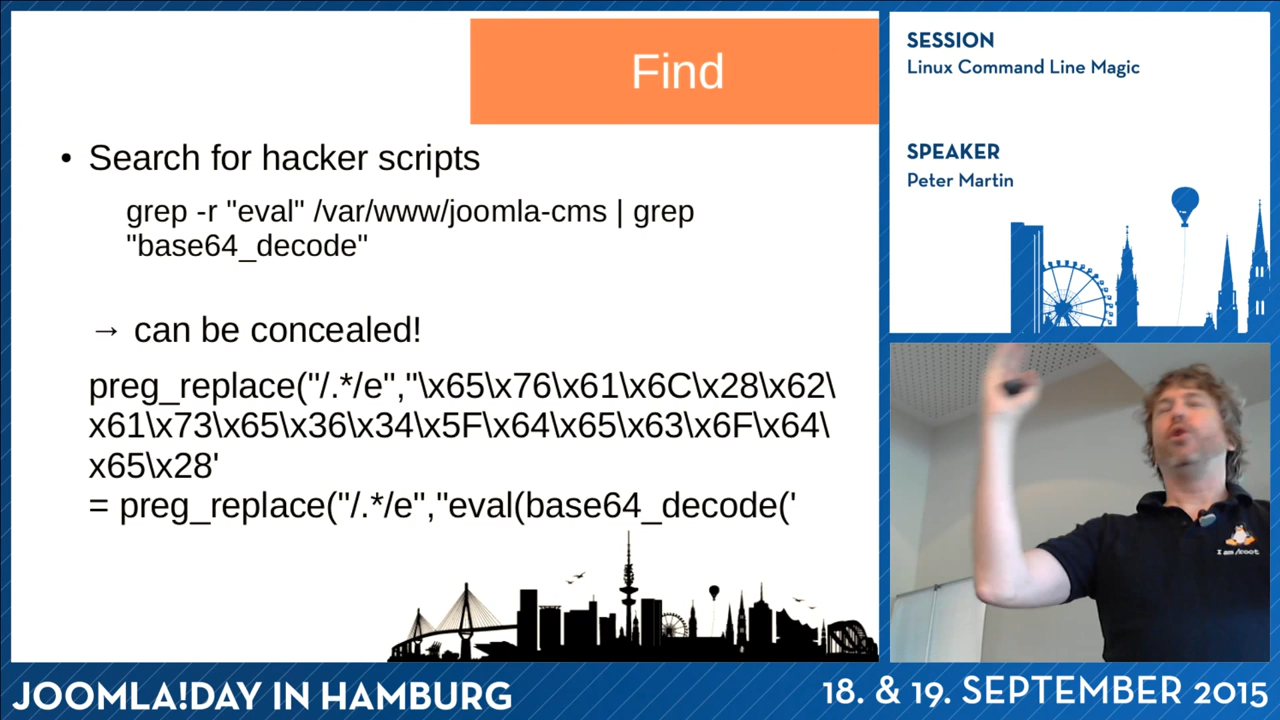 Find
• Search for hacker scripts
grep -r "eval" /var/www/joomla-cms | grep
"base64_decode"
→ can be concealed!
preg_replace("/.*/e","\x65\x76\x61\x6C\x28\x62\
x61\x73\x65\x36\x34\x5F\x64\x65\x63\x6F\x64\
x65\x28'
= preg_replace("/.*/e","eval(base64_decode('
SESSION
Linux Command Line Magic
SPEAKER
Peter Martin
I am /root
JOOMLA!DAY IN HAMBURG
18. & 19. SEPTEMBER 2015